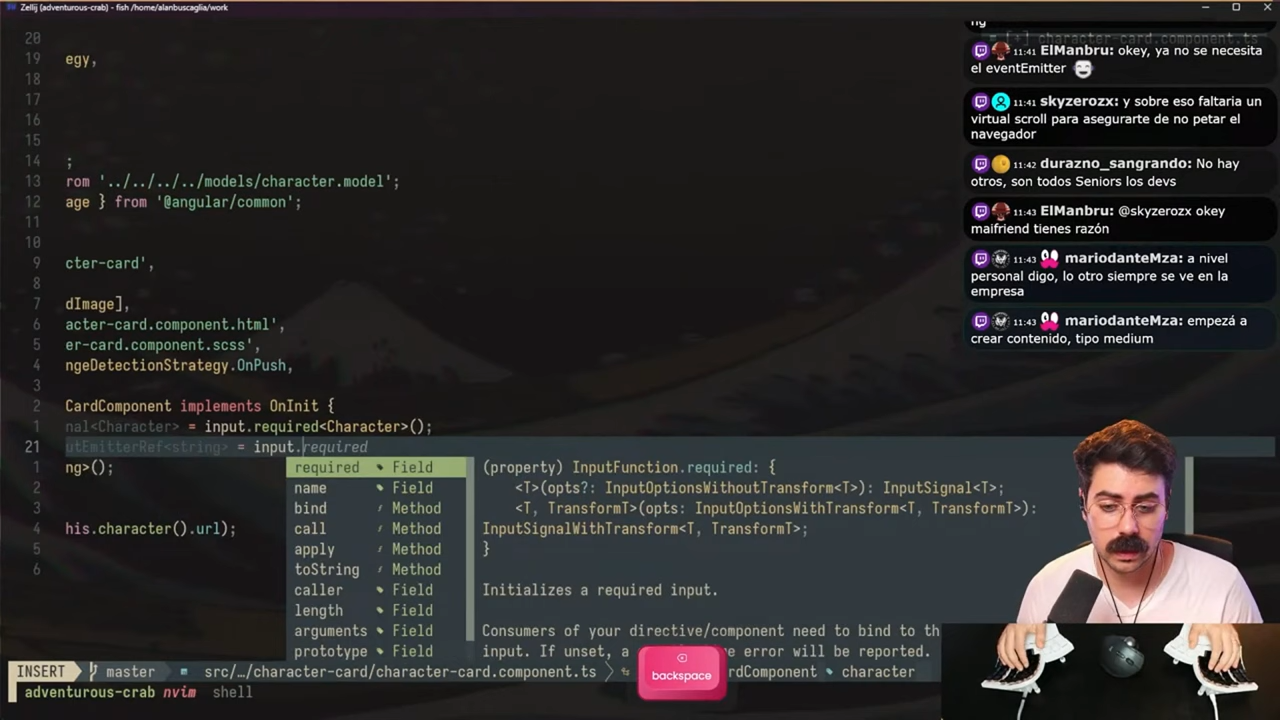 Zellij (adventurous-crab) - fish /home/alanbuscaglia/work
20
19 egy,
18
17
16
15
14 ;
13 rom '../../../../models/character.model';
12 age } from '@angular/common';
11
10
9 cter-card',
8
7 dImage],
6 acter-card.component.html',
5 er-card.component.scss',
4 ngeDetectionStrategy.OnPush,
3
2 CardComponent implements OnInit {
1 nal<Character> = input.required<Character>();
21 utEmitterRef<string> = input.required
1 ng>();
2
3
4 his.character().url);
5
6
required Field
name Field
bind Method
call Method
apply Method
toString Method
caller Field
length Field
arguments Field
prototype Field
(property) InputFunction.required: {
<T>(opts?: InputOptionsWithoutTransform<T>): InputSignal<T>;
<T, TransformT>(opts: InputOptionsWithTransform<T, TransformT>):
InputSignalWithTransform<T, TransformT>;
}
Initializes a required input.
Consumers of your directive/component need to bind to th
input. If unset, a
e error will be reported.
INSERT master src/…/character-card/character-card.component.ts
rdComponent character
adventurous-crab nvim shell
backspace
ng
[+] character-card.component.ts
11:41 ElManbru: okey, ya no se necesita
el eventEmitter
11:41 skyzerozx: y sobre eso faltaria un
virtual scroll para asegurarte de no petar el
navegador
11:42 durazno_sangrando: No hay
otros, son todos Seniors los devs
11:43 ElManbru: @skyzerozx okey
maifriend tienes razón
11:43 mariodanteMza: a nivel
personal digo, lo otro siempre se ve en la
empresa
11:43 mariodanteMza: empezá a
crear contenido, tipo medium